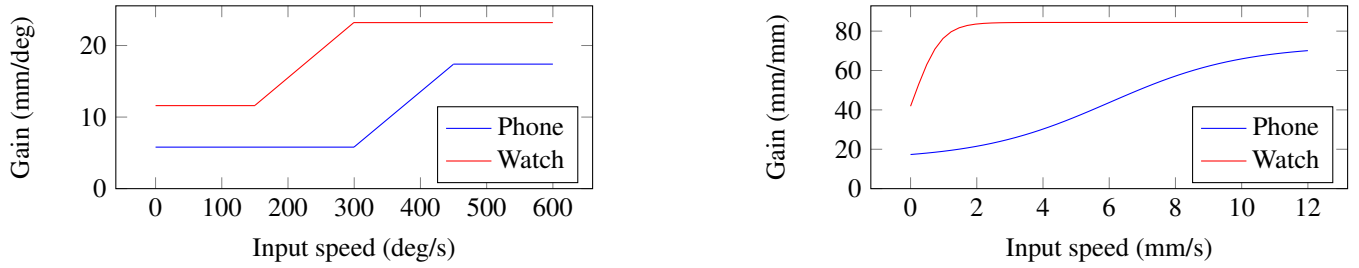 Gain (mm/deg)
20
10
0
Phone
Watch
0 100 200 300 400 500 600
Input speed (deg/s)
Gain (mm/mm)
80
60
40
20
0
Phone
Watch
0 2 4 6 8 10 12
Input speed (mm/s)